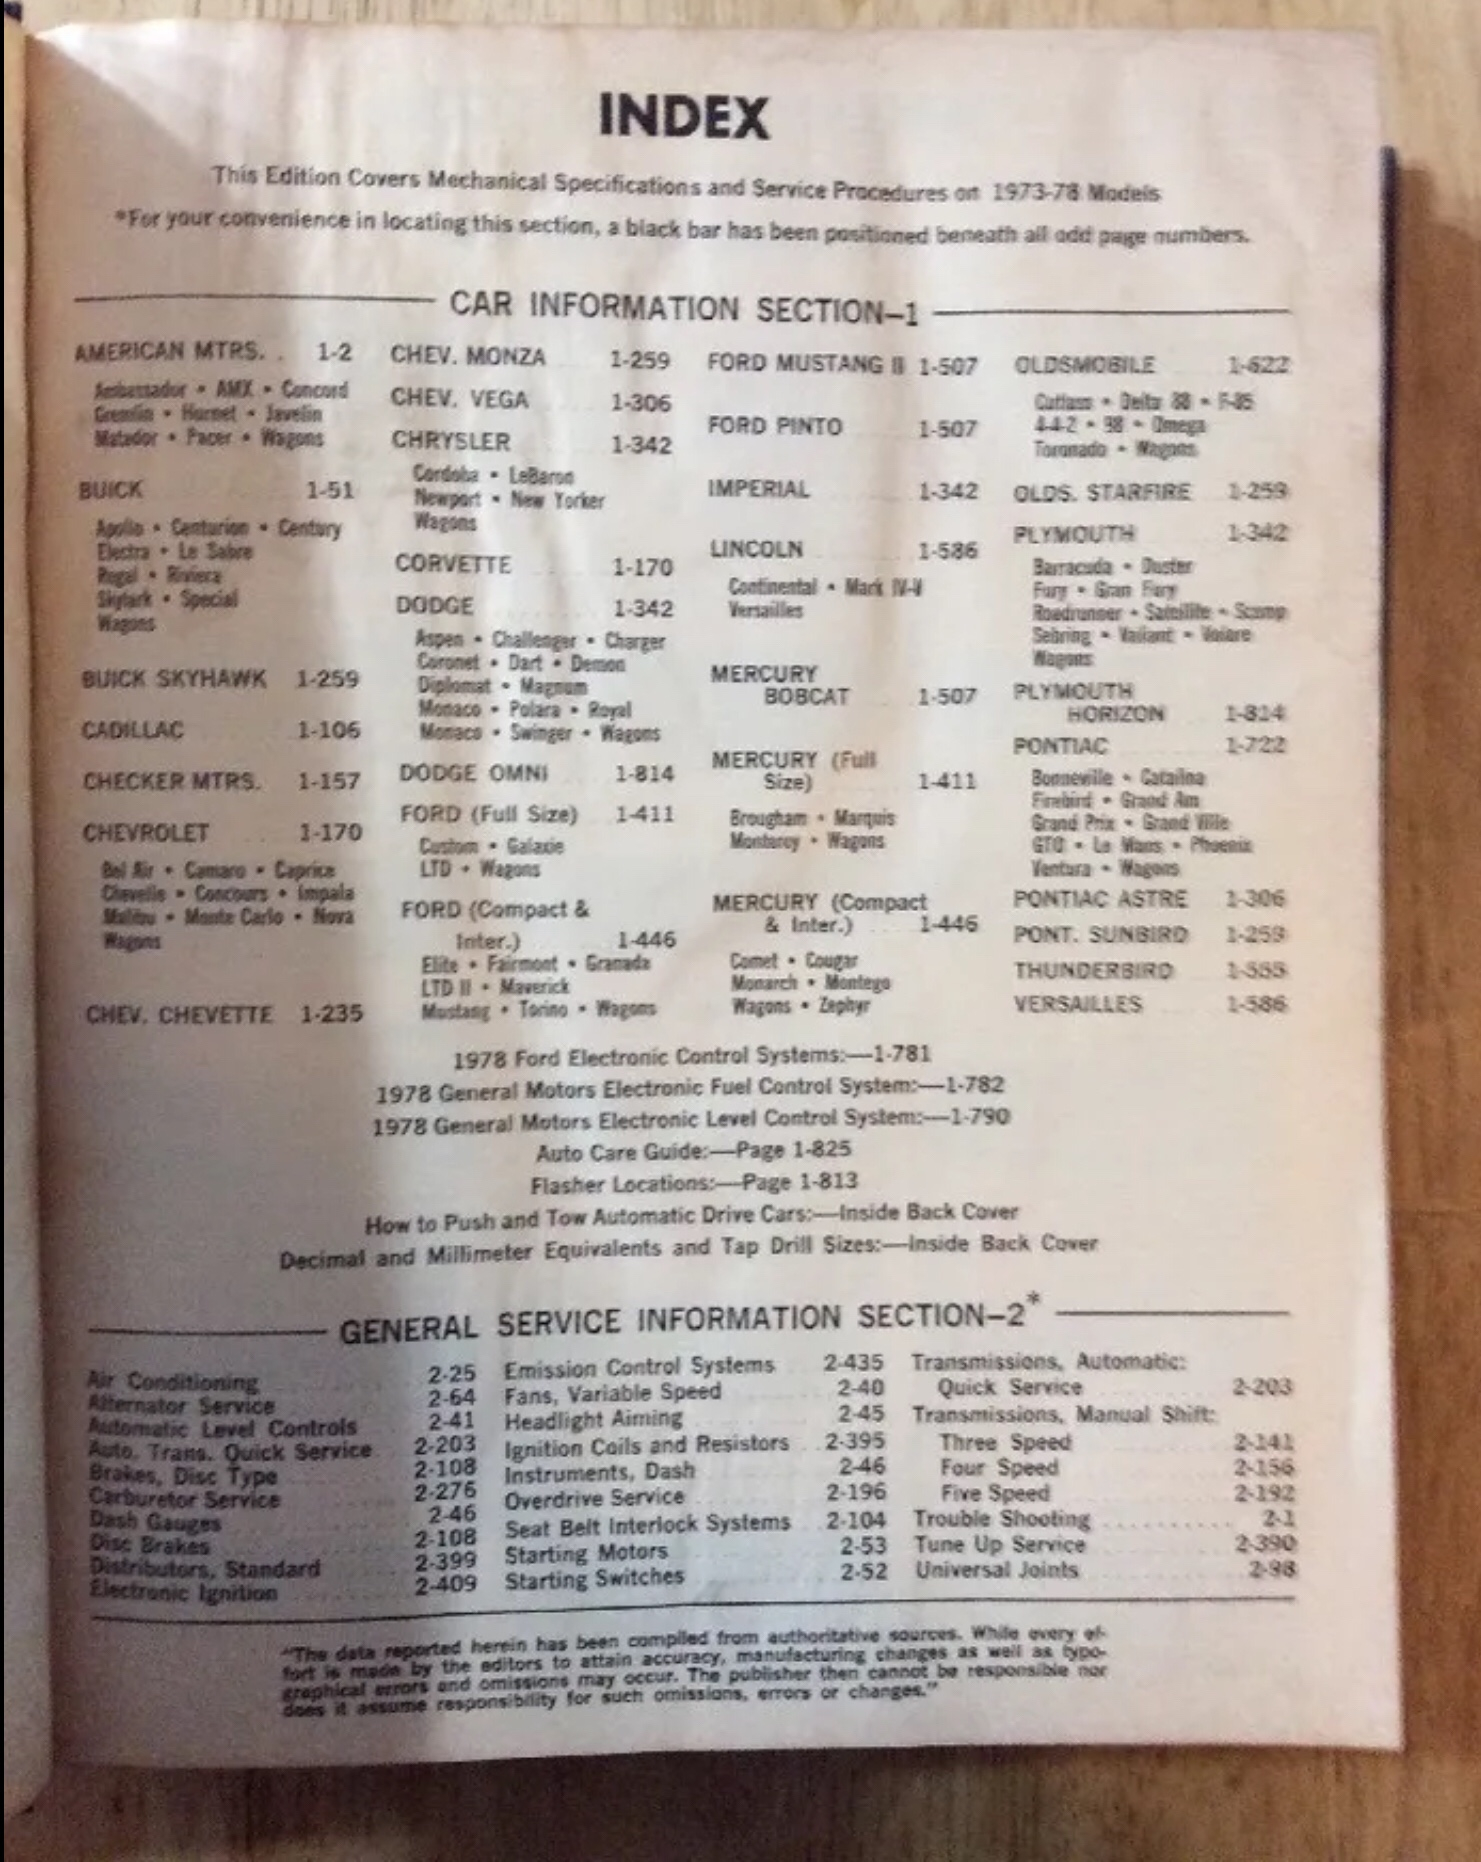 INDEX
This Edition Covers Mechanical Specifications and Service Procedures on 1973-78 Models
*For your convenience in locating this section, a black bar has been positioned beneath all odd page numbers.
CAR INFORMATION SECTION—1
AMERICAN MTRS. . 1-2
Ambassador • AMX • Concord
Gremlin • Hornet • Javelin
Matador • Pacer • Wagons
BUICK 1-51
Apollo • Centurion • Century
Electra • Le Sabre
Regal • Riviera
Skylark • Special
Wagons
BUICK SKYHAWK 1-259
CADILLAC 1-106
CHECKER MTRS. 1-157
CHEVROLET 1-170
Bel Air • Camaro • Caprice
Chevelle • Concours • Impala
Malibu • Monte Carlo • Nova
Wagons
CHEV. CHEVETTE 1-235
CHEV. MONZA 1-259
CHEV. VEGA 1-306
CHRYSLER 1-342
Cordoba • LeBaron
Newport • New Yorker
Wagons
CORVETTE 1-170
DODGE 1-342
Aspen • Challenger • Charger
Coronet • Dart • Demon
Diplomat • Magnum
Monaco • Polara • Royal
Monaco • Swinger • Wagons
DODGE OMNI 1-814
FORD (Full Size) 1-411
Custom • Galaxie
LTD • Wagons
FORD (Compact &
Inter.) 1-446
Elite • Fairmont • Granada
LTD II • Maverick
Mustang • Torino • Wagons
FORD MUSTANG II 1-507
FORD PINTO 1-507
IMPERIAL 1-342
LINCOLN 1-586
Continental • Mark IV-V
Versailles
MERCURY
BOBCAT 1-507
MERCURY (Full
Size) 1-411
Brougham • Marquis
Monterey • Wagons
MERCURY (Compact
& Inter.) 1-446
Comet • Cougar
Monarch • Montego
Wagons • Zephyr
OLDSMOBILE 1-622
Cutlass • Delta 88 • F-85
4-4-2 • 98 • Omega
Toronado • Wagons
OLDS. STARFIRE 1-259
PLYMOUTH 1-342
Barracuda • Duster
Fury • Gran Fury
Roadrunner • Satellite • Scamp
Sebring • Valiant • Volare
Wagons
PLYMOUTH
HORIZON 1-814
PONTIAC 1-722
Bonneville • Catalina
Firebird • Grand Am
Grand Prix • Grand Ville
GTO • Le Mans • Phoenix
Ventura • Wagons
PONTIAC ASTRE 1-306
PONT. SUNBIRD 1-259
THUNDERBIRD 1-555
VERSAILLES 1-586
1978 Ford Electronic Control Systems:—1-781
1978 General Motors Electronic Fuel Control System:—1-782
1978 General Motors Electronic Level Control System:—1-790
Auto Care Guide:—Page 1-825
Flasher Locations:—Page 1-813
How to Push and Tow Automatic Drive Cars:—Inside Back Cover
Decimal and Millimeter Equivalents and Tap Drill Sizes:—Inside Back Cover
GENERAL SERVICE INFORMATION SECTION—2*
Air Conditioning 2-25
Alternator Service 2-64
Automatic Level Controls 2-41
Auto. Trans. Quick Service 2-203
Brakes, Disc Type 2-108
Carburetor Service 2-276
Dash Gauges 2-46
Disc Brakes 2-108
Distributors, Standard 2-399
Electronic Ignition 2-409
Emission Control Systems 2-435
Fans, Variable Speed 2-40
Headlight Aiming 2-45
Ignition Coils and Resistors 2-395
Instruments, Dash 2-46
Overdrive Service 2-196
Seat Belt Interlock Systems 2-104
Starting Motors 2-53
Starting Switches 2-52
Transmissions, Automatic:
Quick Service 2-203
Transmissions, Manual Shift:
Three Speed 2-141
Four Speed 2-156
Five Speed 2-192
Trouble Shooting 2-1
Tune Up Service 2-390
Universal Joints 2-98
"The data reported herein has been compiled from authoritative sources. While every ef-
fort is made by the editors to attain accuracy, manufacturing changes as well as typo-
graphical errors and omissions may occur. The publisher then cannot be responsible nor
does it assume responsibility for such omissions, errors or changes."